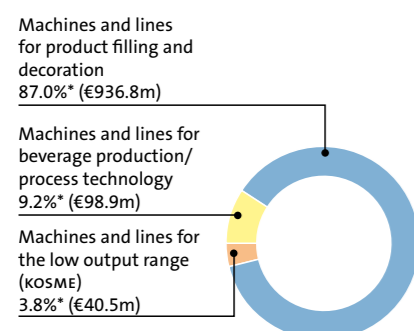 Machines and lines
for product filling and
decoration
87.0%* (€936.8m)
Machines and lines for
beverage production/
process technology
9.2%* (€98.9m)
Machines and lines for
the low output range
(KOSME)
3.8%* (€40.5m)